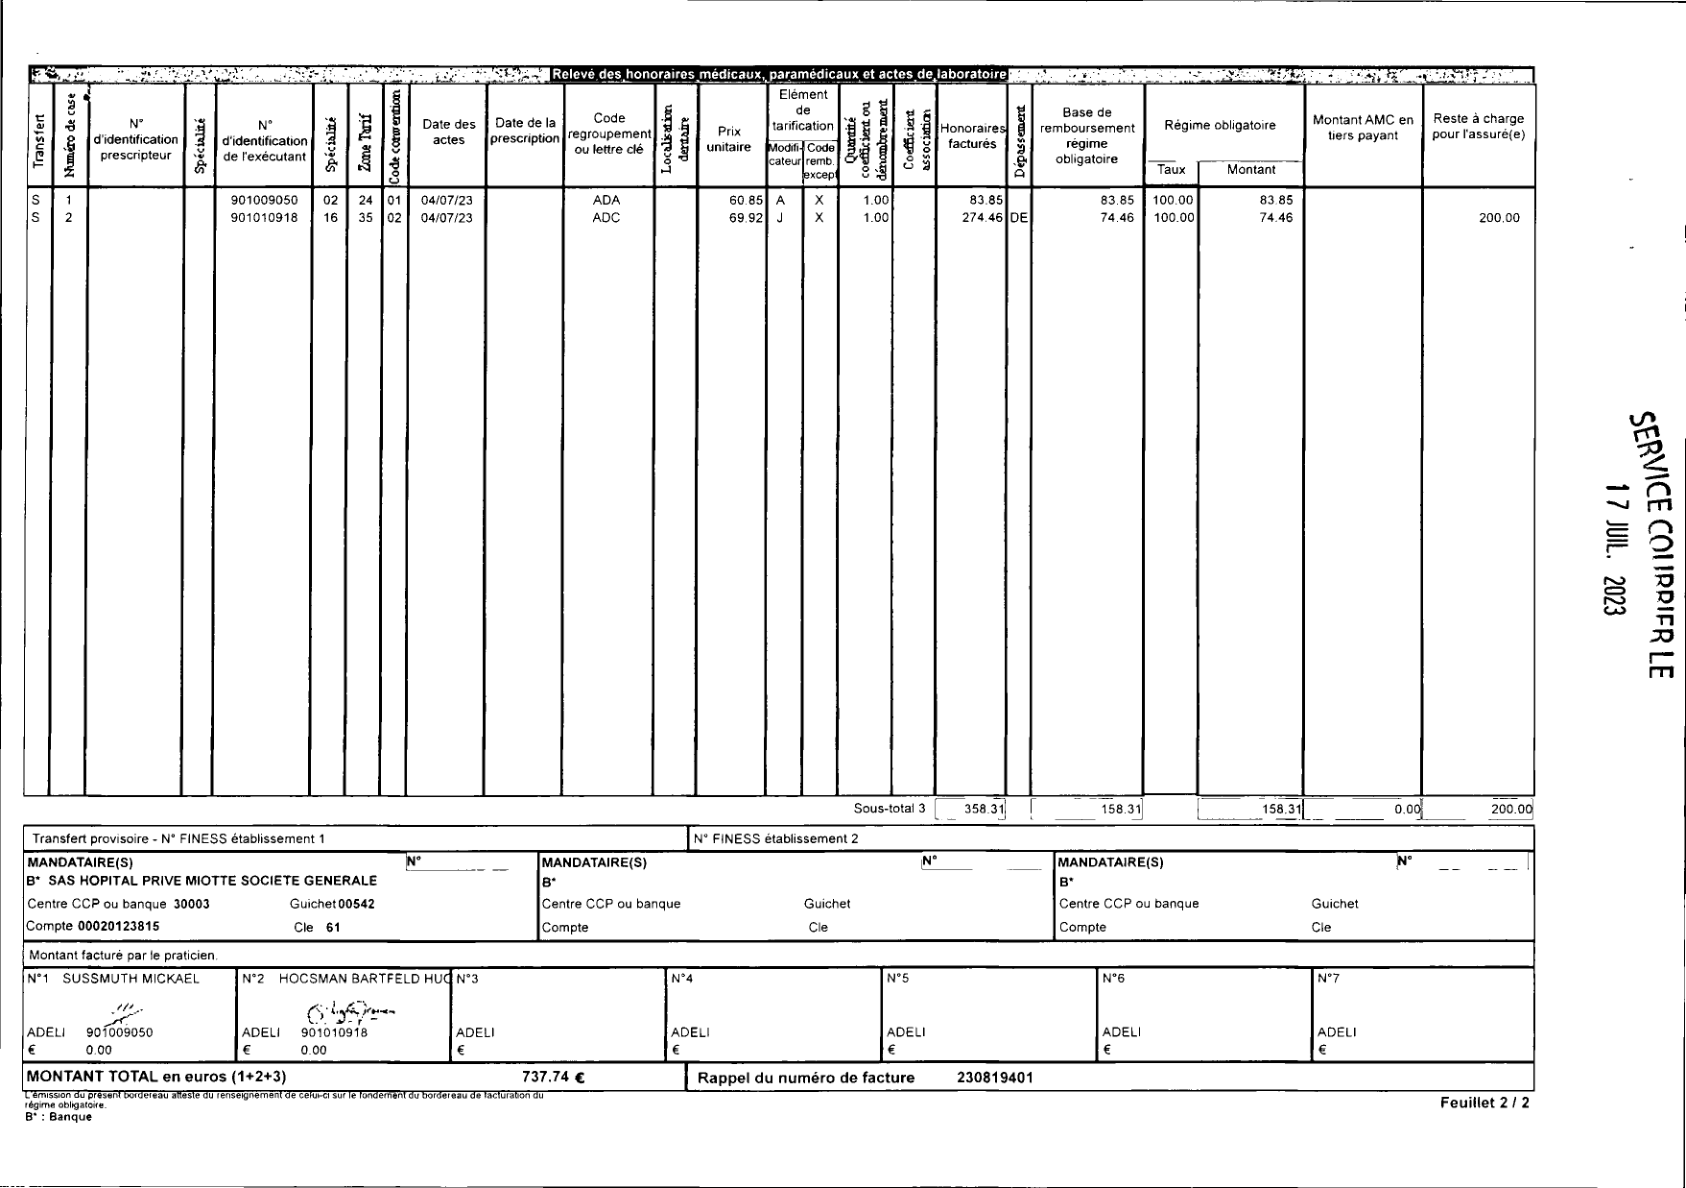 Relevé des honoraires médicaux, paramédicaux et actes de laboratoire
Transfert
Numéro de case
N° d'identification prescripteur
Spécialité
N° d'identification de l'exécutant
Spécialité
Zone Tarif
Code convention
Date des actes
Date de la prescription
Code regroupement ou lettre clé
Localisation dentaire
Prix unitaire
Elément de tarification
Modifi-cateur
Code remb. except
Quantité coefficient ou dénombrement
Coefficient association
Honoraires facturés
Dépassement
Base de remboursement régime obligatoire
Régime obligatoire
Taux
Montant
Montant AMC en tiers payant
Reste à charge pour l'assuré(e)
S 1 901009050 02 24 01 04/07/23 ADA 60.85 A X 1.00 83.85 83.85 100.00 83.85
S 2 901010918 16 35 02 04/07/23 ADC 69.92 J X 1.00 274.46 DE 74.46 100.00 74.46 200.00
Sous-total 3 358.31 158.31 158.31 0.00 200.00
Transfert provisoire - N° FINESS établissement 1
N° FINESS établissement 2
MANDATAIRE(S) N°
B* SAS HOPITAL PRIVE MIOTTE SOCIETE GENERALE
Centre CCP ou banque 30003 Guichet 00542
Compte 00020123815 Cle 61
MANDATAIRE(S) N°
B*
Centre CCP ou banque Guichet
Compte Cle
MANDATAIRE(S) N°
B*
Centre CCP ou banque Guichet
Compte Cle
Montant facturé par le praticien.
N°1 SUSSMUTH MICKAEL
ADELI 901009050
€ 0.00
N°2 HOCSMAN BARTFELD HUG
ADELI 901010918
€ 0.00
N°3
ADELI
€
N°4
ADELI
€
N°5
ADELI
€
N°6
ADELI
€
N°7
ADELI
€
MONTANT TOTAL en euros (1+2+3) 737.74 €
Rappel du numéro de facture 230819401
L'émission du présent bordereau atteste du renseignement de celui-ci sur le fondement du bordereau de facturation du
régime obligatoire.
B* : Banque
Feuillet 2 / 2
SERVICE COURRIER LE
17 JUIL. 2023